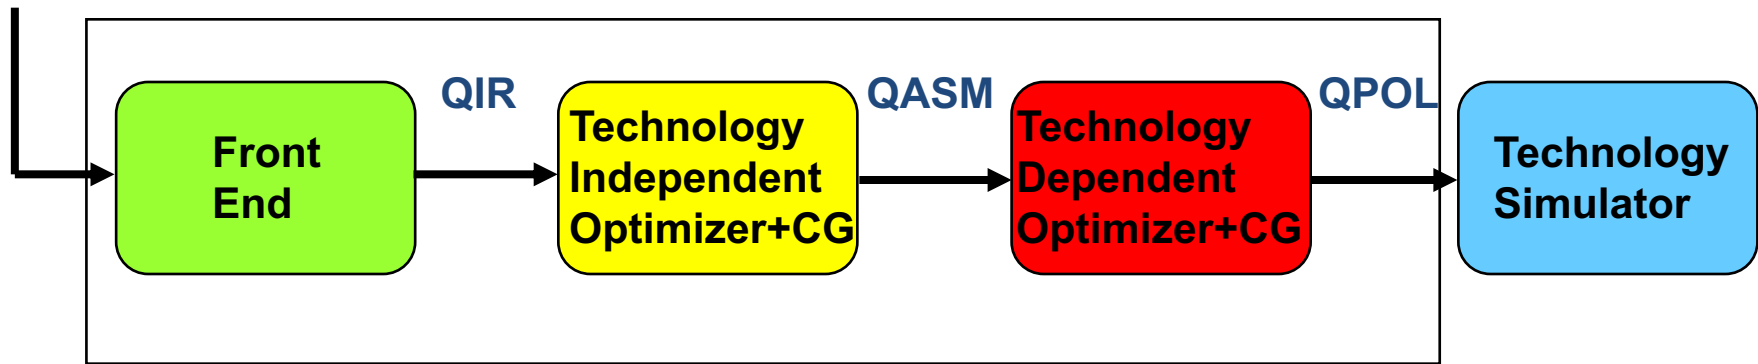 Front
End
QIR
Technology
Independent
Optimizer+CG
QASM
Technology
Dependent
Optimizer+CG
QPOL
Technology
Simulator